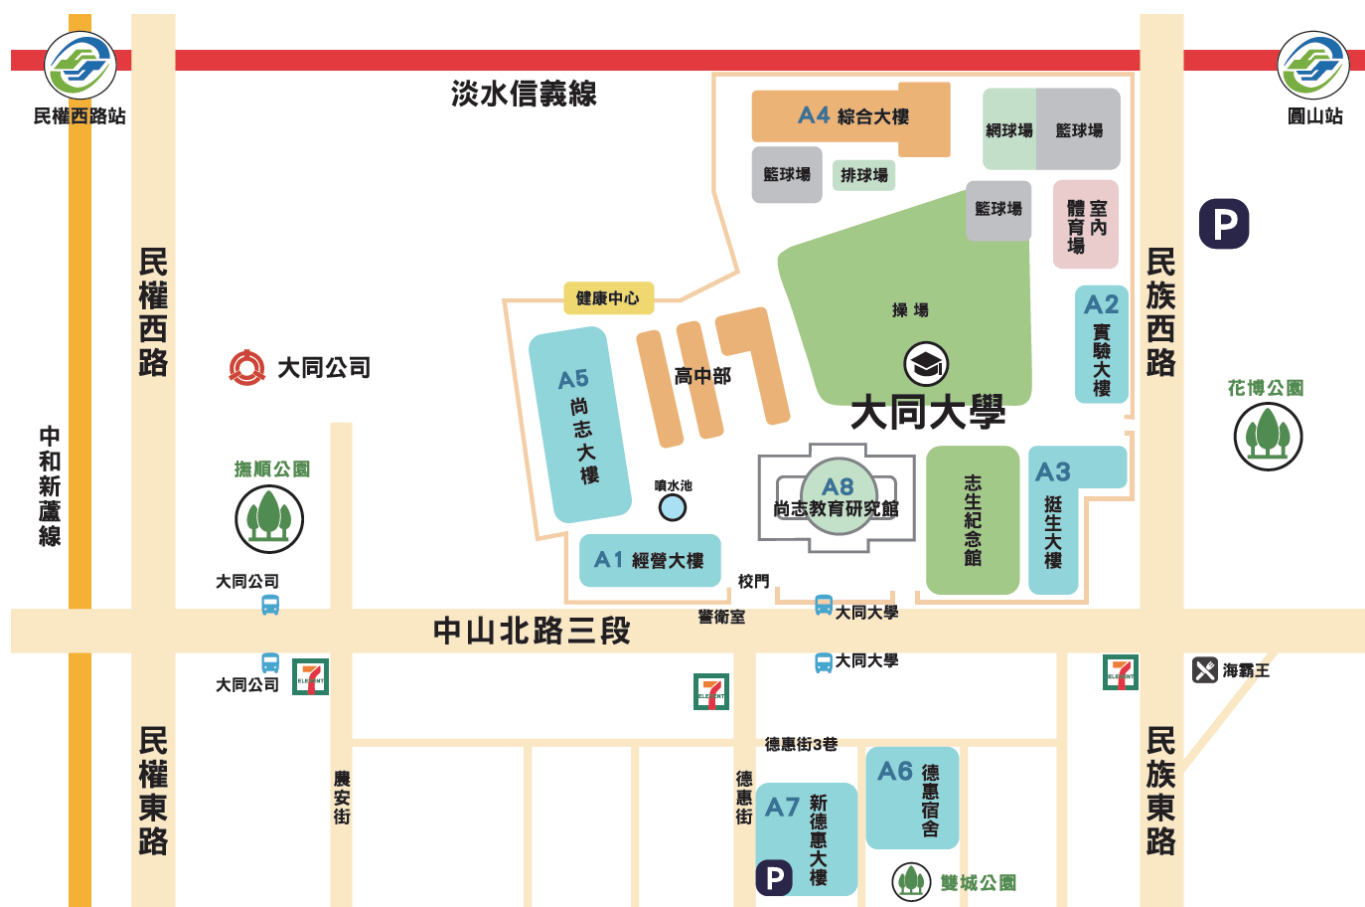 民權西路站
淡水信義線
圓山站
A4 綜合大樓
網球場
籃球場
籃球場
排球場
籃球場
室內
體育場
P
民權西路
民族西路
健康中心
操場
A2
實驗大樓
大同公司
A5
尚志大樓
高中部
大同大學
花博公園
中和新蘆線
撫順公園
噴水池
A8
尚志教育研究館
志生紀念館
A3
挺生大樓
A1 經營大樓
校門
大同公司
警衛室
大同大學
中山北路三段
大同公司
7
ELEVEN
7
ELEVEN
大同大學
7
ELEVEN
海霸王
民權東路
農安街
德惠街
德惠街3巷
A6
德惠宿舍
A7
新德惠大樓
P
雙城公園
民族東路